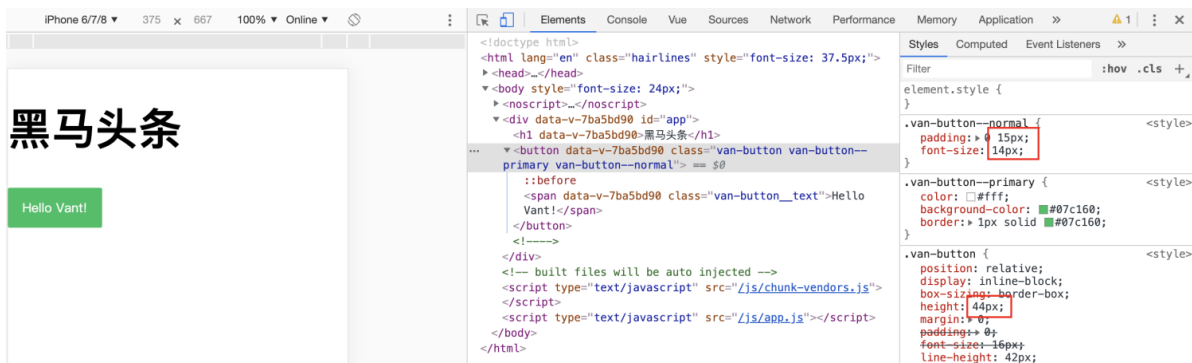 iPhone 6/7/8 ▼ 375 × 667 100% ▼ Online ▼
Elements Console Vue Sources Network Performance Memory Application » 1
黑马头条
Hello Vant!
<!doctype html>
<html lang="en" class="hairlines" style="font-size: 37.5px;">
▶<head>…</head>
▼<body style="font-size: 24px;">
▶<noscript>…</noscript>
▼<div data-v-7ba5bd90 id="app">
<h1 data-v-7ba5bd90>黑马头条</h1>
… ▼<button data-v-7ba5bd90 class="van-button van-button--
primary van-button--normal"> == $0
::before
<span data-v-7ba5bd90 class="van-button__text">Hello
Vant!</span>
</button>
<!---->
</div>
<!-- built files will be auto injected -->
<script type="text/javascript" src="/js/chunk-vendors.js">
</script>
<script type="text/javascript" src="/js/app.js"></script>
</body>
</html>
Styles Computed Event Listeners »
Filter :hov .cls +
element.style {
}
.van-button--normal { <style>
padding:▶ 0 15px;
font-size: 14px;
}
.van-button--primary { <style>
color: #fff;
background-color: #07c160;
border:▶ 1px solid #07c160;
}
.van-button { <style>
position: relative;
display: inline-block;
box-sizing: border-box;
height: 44px;
margin:▶ 0;
padding:▶ 0;
font-size: 16px;
line-height: 42px;